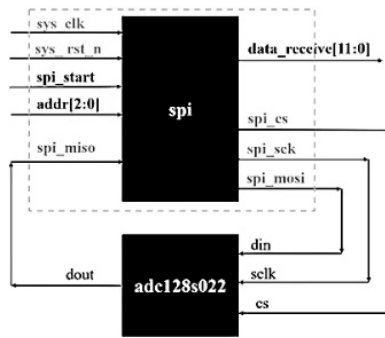 sys_clk
sys_rst_n
spi_start
addr[2:0]
spi_miso
spi
data_receive[11:0]
spi_cs
spi_sck
spi_mosi
din
sclk
cs
dout
adc128s022